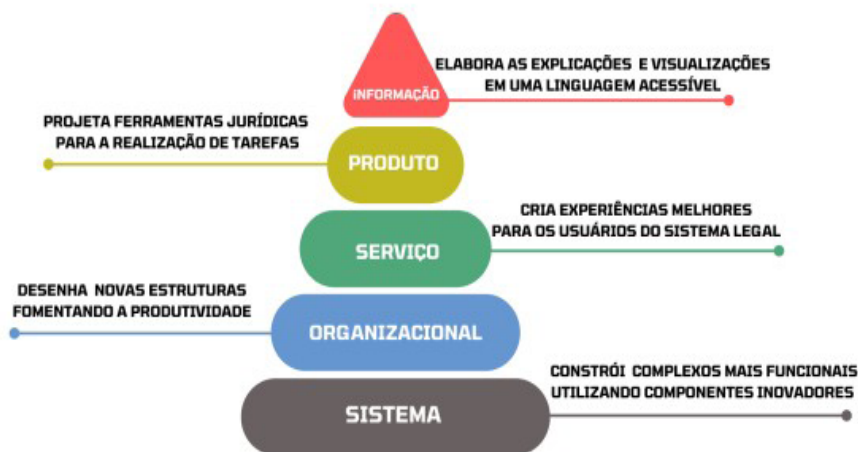 ELABORA AS EXPLICAÇÕES E VISUALIZAÇÕES
EM UMA LINGUAGEM ACESSÍVEL
INFORMAÇÃO
PROJETA FERRAMENTAS JURÍDICAS
PARA A REALIZAÇÃO DE TAREFAS
PRODUTO
CRIA EXPERIÊNCIAS MELHORES
PARA OS USUÁRIOS DO SISTEMA LEGAL
SERVIÇO
DESENHA NOVAS ESTRUTURAS
FOMENTANDO A PRODUTIVIDADE
ORGANIZACIONAL
CONSTRÓI COMPLEXOS MAIS FUNCIONAIS
UTILIZANDO COMPONENTES INOVADORES
SISTEMA